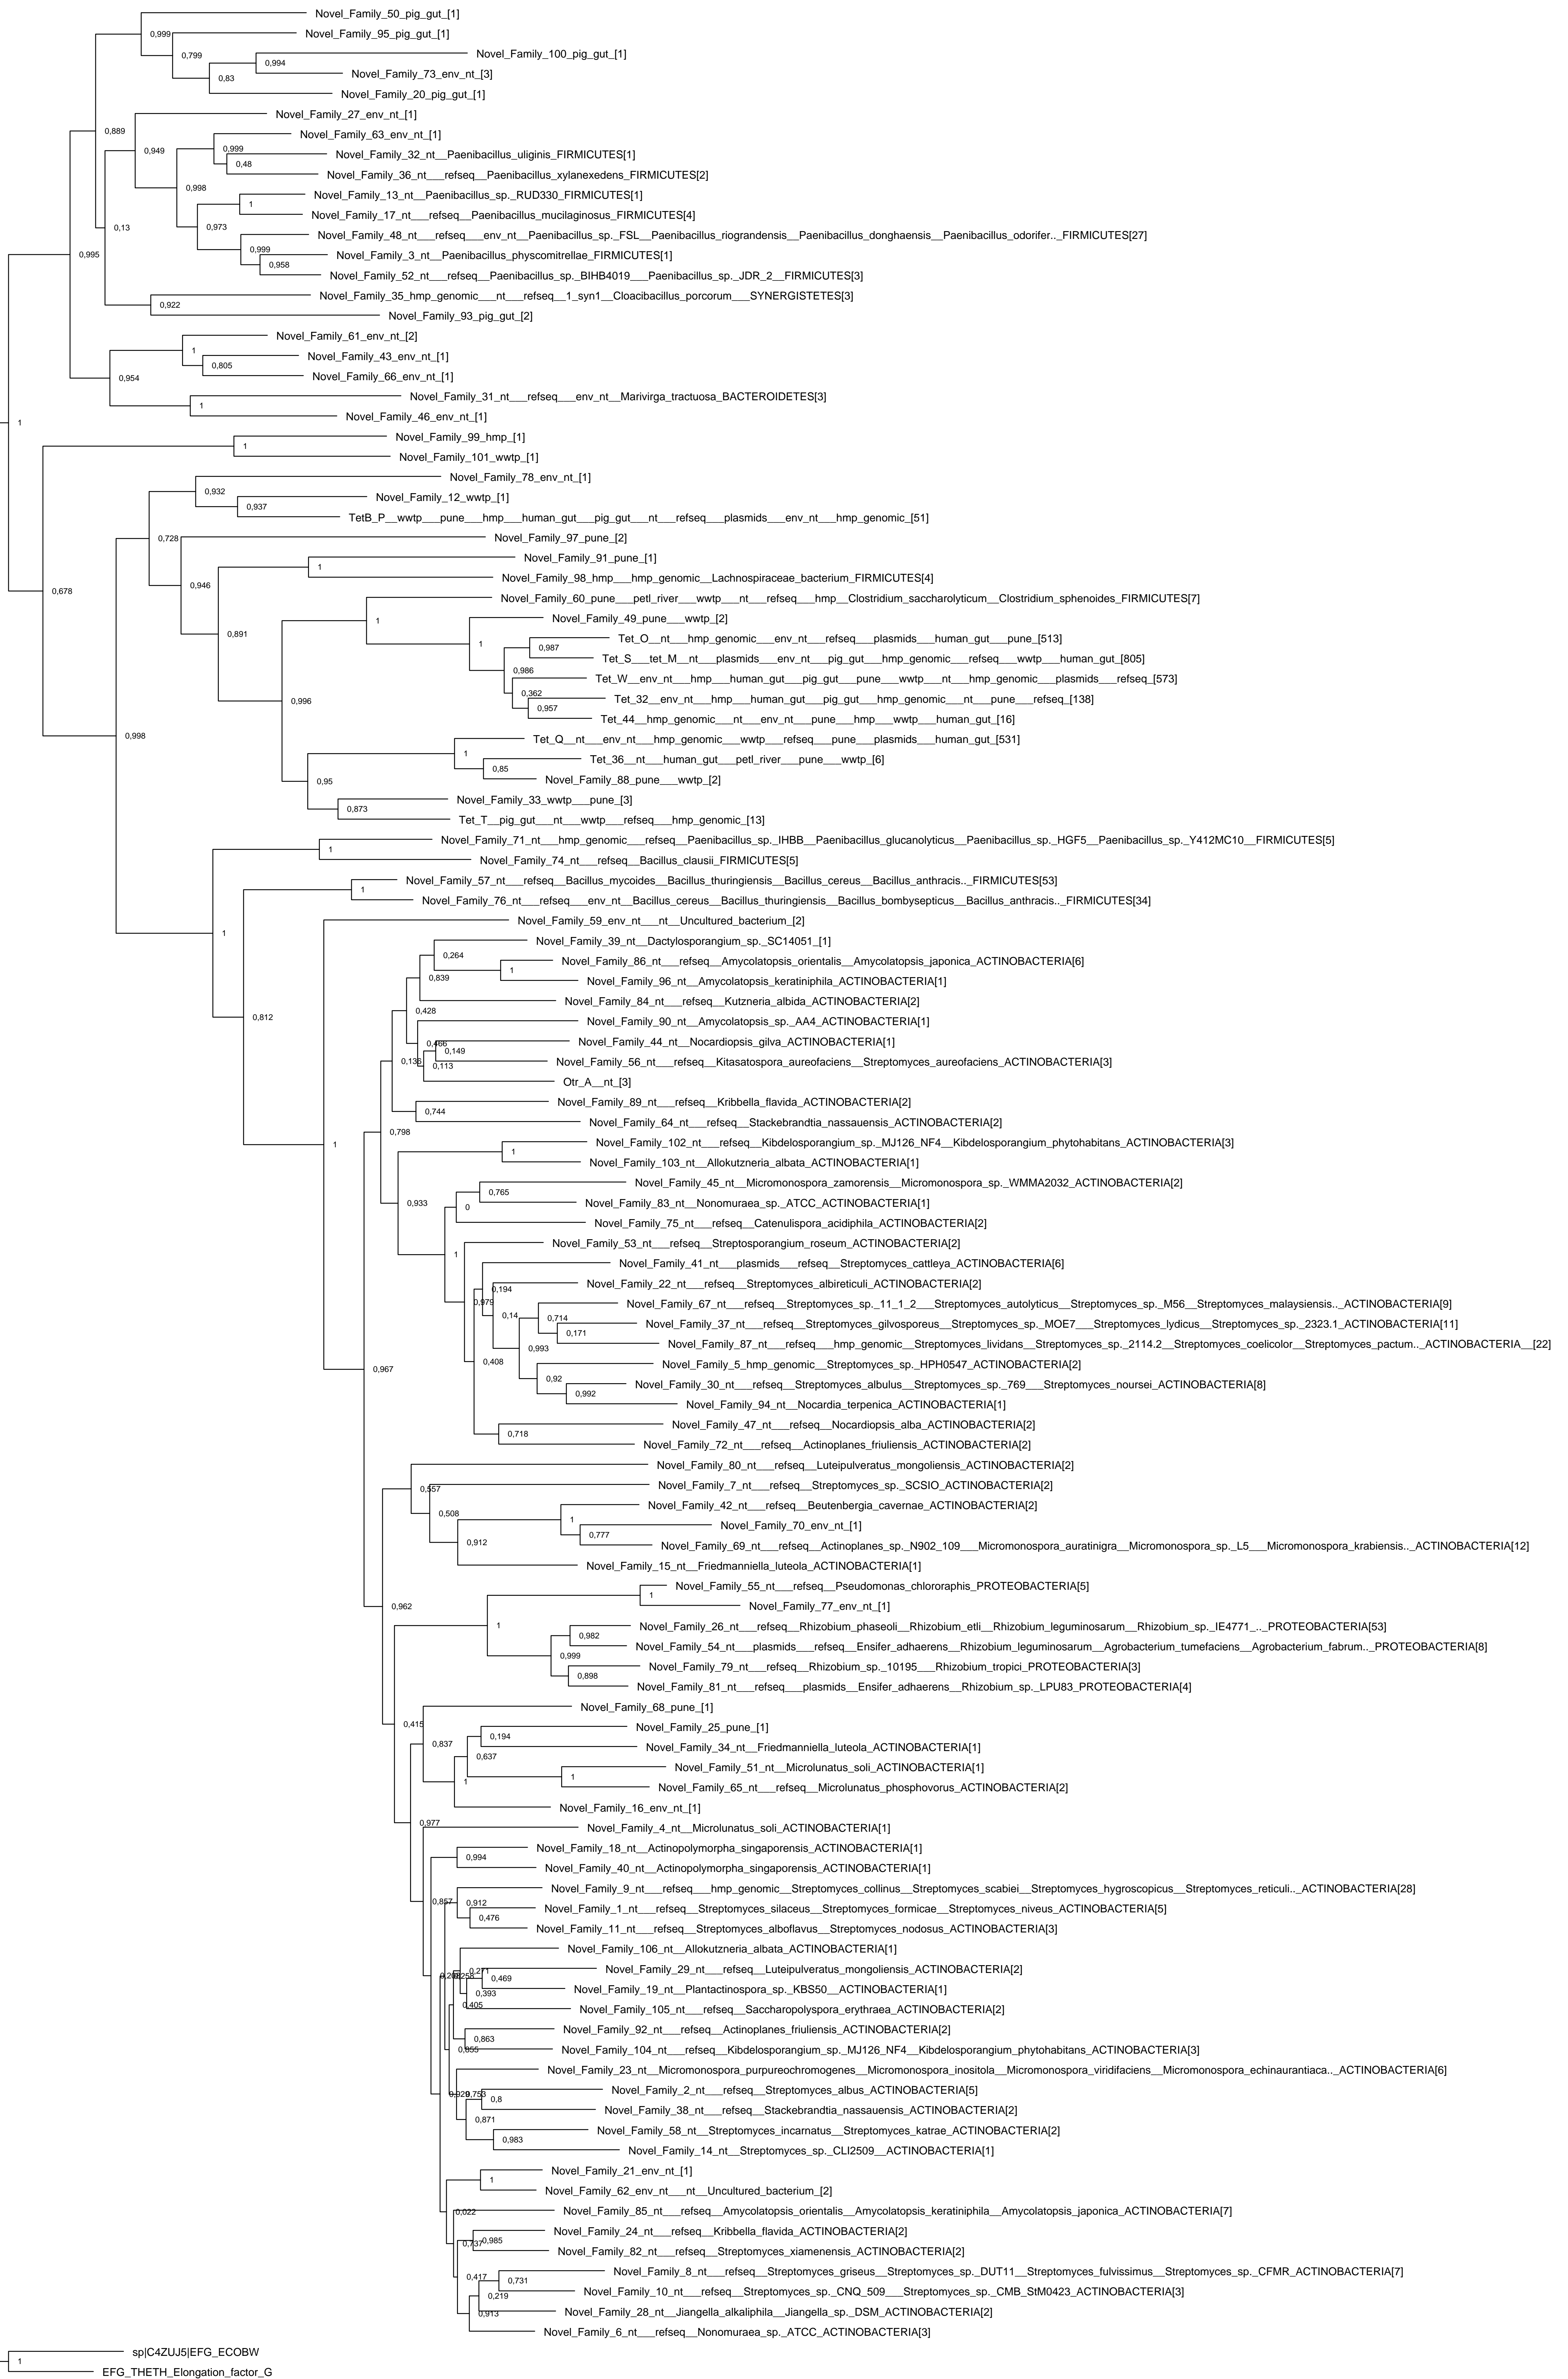 Novel_Family_50_pig_gut_[1]
0,999
Novel_Family_95_pig_gut_[1]
0,799
Novel_Family_100_pig_gut_[1]
0,994
Novel_Family_73_env_nt_[3]
0,83
Novel_Family_20_pig_gut_[1]
Novel_Family_27_env_nt_[1]
0,889
Novel_Family_63_env_nt_[1]
0,949
0,999
Novel_Family_32_nt__Paenibacillus_uliginis_FIRMICUTES[1]
0,48
Novel_Family_36_nt___refseq__Paenibacillus_xylanexedens_FIRMICUTES[2]
0,998
Novel_Family_13_nt__Paenibacillus_sp._RUD330_FIRMICUTES[1]
1
Novel_Family_17_nt___refseq__Paenibacillus_mucilaginosus_FIRMICUTES[4]
0,13
0,973
Novel_Family_48_nt___refseq___env_nt__Paenibacillus_sp._FSL__Paenibacillus_riograndensis__Paenibacillus_donghaensis__Paenibacillus_odorifer.._FIRMICUTES[27]
0,995
0,999
Novel_Family_3_nt__Paenibacillus_physcomitrellae_FIRMICUTES[1]
0,958
Novel_Family_52_nt___refseq__Paenibacillus_sp._BIHB4019___Paenibacillus_sp._JDR_2__FIRMICUTES[3]
Novel_Family_35_hmp_genomic___nt___refseq__1_syn1__Cloacibacillus_porcorum___SYNERGISTETES[3]
0,922
Novel_Family_93_pig_gut_[2]
Novel_Family_61_env_nt_[2]
1
Novel_Family_43_env_nt_[1]
0,805
Novel_Family_66_env_nt_[1]
0,954
Novel_Family_31_nt___refseq___env_nt__Marivirga_tractuosa_BACTEROIDETES[3]
1
Novel_Family_46_env_nt_[1]
1
Novel_Family_99_hmp_[1]
1
Novel_Family_101_wwtp_[1]
Novel_Family_78_env_nt_[1]
0,932
Novel_Family_12_wwtp_[1]
0,937
TetB_P__wwtp___pune___hmp___human_gut___pig_gut___nt___refseq___plasmids___env_nt___hmp_genomic_[51]
0,728
Novel_Family_97_pune_[2]
Novel_Family_91_pune_[1]
1
Novel_Family_98_hmp___hmp_genomic__Lachnospiraceae_bacterium_FIRMICUTES[4]
0,946
0,678
Novel_Family_60_pune___petl_river___wwtp___nt___refseq___hmp__Clostridium_saccharolyticum__Clostridium_sphenoides_FIRMICUTES[7]
1
Novel_Family_49_pune___wwtp_[2]
0,891
Tet_O__nt___hmp_genomic___env_nt___refseq___plasmids___human_gut___pune_[513]
1
0,987
Tet_S___tet_M__nt___plasmids___env_nt___pig_gut___hmp_genomic___refseq___wwtp___human_gut_[805]
0,986
Tet_W__env_nt___hmp___human_gut___pig_gut___pune___wwtp___nt___hmp_genomic___plasmids___refseq_[573]
0,362
Tet_32__env_nt___hmp___human_gut___pig_gut___hmp_genomic___nt___pune___refseq_[138]
0,996
0,957
Tet_44__hmp_genomic___nt___env_nt___pune___hmp___wwtp___human_gut_[16]
0,998
Tet_Q__nt___env_nt___hmp_genomic___wwtp___refseq___pune___plasmids___human_gut_[531]
1
Tet_36__nt___human_gut___petl_river___pune___wwtp_[6]
0,85
Novel_Family_88_pune___wwtp_[2]
0,95
Novel_Family_33_wwtp___pune_[3]
0,873
Tet_T__pig_gut___nt___wwtp___refseq___hmp_genomic_[13]
Novel_Family_71_nt___hmp_genomic___refseq__Paenibacillus_sp._IHBB__Paenibacillus_glucanolyticus__Paenibacillus_sp._HGF5__Paenibacillus_sp._Y412MC10__FIRMICUTES[5]
1
Novel_Family_74_nt___refseq__Bacillus_clausii_FIRMICUTES[5]
Novel_Family_57_nt___refseq__Bacillus_mycoides__Bacillus_thuringiensis__Bacillus_cereus__Bacillus_anthracis.._FIRMICUTES[53]
1
Novel_Family_76_nt___refseq___env_nt__Bacillus_cereus__Bacillus_thuringiensis__Bacillus_bombysepticus__Bacillus_anthracis.._FIRMICUTES[34]
Novel_Family_59_env_nt___nt__Uncultured_bacterium_[2]
1
Novel_Family_39_nt__Dactylosporangium_sp._SC14051_[1]
0,264
Novel_Family_86_nt___refseq__Amycolatopsis_orientalis__Amycolatopsis_japonica_ACTINOBACTERIA[6]
1
0,839
Novel_Family_96_nt__Amycolatopsis_keratiniphila_ACTINOBACTERIA[1]
Novel_Family_84_nt___refseq__Kutzneria_albida_ACTINOBACTERIA[2]
0,428
0,812
Novel_Family_90_nt__Amycolatopsis_sp._AA4_ACTINOBACTERIA[1]
Novel_Family_44_nt__Nocardiopsis_gilva_ACTINOBACTERIA[1]
0,466
0,149
Novel_Family_56_nt___refseq__Kitasatospora_aureofaciens__Streptomyces_aureofaciens_ACTINOBACTERIA[3]
0,136
0,113
Otr_A__nt_[3]
Novel_Family_89_nt___refseq__Kribbella_flavida_ACTINOBACTERIA[2]
0,744
Novel_Family_64_nt___refseq__Stackebrandtia_nassauensis_ACTINOBACTERIA[2]
0,798
Novel_Family_102_nt___refseq__Kibdelosporangium_sp._MJ126_NF4__Kibdelosporangium_phytohabitans_ACTINOBACTERIA[3]
1
1
Novel_Family_103_nt__Allokutzneria_albata_ACTINOBACTERIA[1]
Novel_Family_45_nt__Micromonospora_zamorensis__Micromonospora_sp._WMMA2032_ACTINOBACTERIA[2]
0,765
Novel_Family_83_nt__Nonomuraea_sp._ATCC_ACTINOBACTERIA[1]
0,933
0
Novel_Family_75_nt___refseq__Catenulispora_acidiphila_ACTINOBACTERIA[2]
Novel_Family_53_nt___refseq__Streptosporangium_roseum_ACTINOBACTERIA[2]
1
Novel_Family_41_nt___plasmids___refseq__Streptomyces_cattleya_ACTINOBACTERIA[6]
Novel_Family_22_nt___refseq__Streptomyces_albireticuli_ACTINOBACTERIA[2]
0,194
0,979
Novel_Family_67_nt___refseq__Streptomyces_sp._11_1_2___Streptomyces_autolyticus__Streptomyces_sp._M56__Streptomyces_malaysiensis.._ACTINOBACTERIA[9]
0,14
0,714
Novel_Family_37_nt___refseq__Streptomyces_gilvosporeus__Streptomyces_sp._MOE7___Streptomyces_lydicus__Streptomyces_sp._2323.1_ACTINOBACTERIA[11]
0,171
Novel_Family_87_nt___refseq___hmp_genomic__Streptomyces_lividans__Streptomyces_sp._2114.2__Streptomyces_coelicolor__Streptomyces_pactum.._ACTINOBACTERIA__[22]
0,993
0,408
Novel_Family_5_hmp_genomic__Streptomyces_sp._HPH0547_ACTINOBACTERIA[2]
0,967
0,92
Novel_Family_30_nt___refseq__Streptomyces_albulus__Streptomyces_sp._769___Streptomyces_noursei_ACTINOBACTERIA[8]
0,992
Novel_Family_94_nt__Nocardia_terpenica_ACTINOBACTERIA[1]
Novel_Family_47_nt___refseq__Nocardiopsis_alba_ACTINOBACTERIA[2]
0,718
Novel_Family_72_nt___refseq__Actinoplanes_friuliensis_ACTINOBACTERIA[2]
Novel_Family_80_nt___refseq__Luteipulveratus_mongoliensis_ACTINOBACTERIA[2]
0,557
Novel_Family_7_nt___refseq__Streptomyces_sp._SCSIO_ACTINOBACTERIA[2]
Novel_Family_42_nt___refseq__Beutenbergia_cavernae_ACTINOBACTERIA[2]
0,508
1
Novel_Family_70_env_nt_[1]
0,777
0,912
Novel_Family_69_nt___refseq__Actinoplanes_sp._N902_109___Micromonospora_auratinigra__Micromonospora_sp._L5___Micromonospora_krabiensis.._ACTINOBACTERIA[12]
Novel_Family_15_nt__Friedmanniella_luteola_ACTINOBACTERIA[1]
Novel_Family_55_nt___refseq__Pseudomonas_chlororaphis_PROTEOBACTERIA[5]
1
0,962
Novel_Family_77_env_nt_[1]
1
Novel_Family_26_nt___refseq__Rhizobium_phaseoli__Rhizobium_etli__Rhizobium_leguminosarum__Rhizobium_sp._IE4771_.._PROTEOBACTERIA[53]
0,982
Novel_Family_54_nt___plasmids___refseq__Ensifer_adhaerens__Rhizobium_leguminosarum__Agrobacterium_tumefaciens__Agrobacterium_fabrum.._PROTEOBACTERIA[8]
0,999
Novel_Family_79_nt___refseq__Rhizobium_sp._10195___Rhizobium_tropici_PROTEOBACTERIA[3]
0,898
Novel_Family_81_nt___refseq___plasmids__Ensifer_adhaerens__Rhizobium_sp._LPU83_PROTEOBACTERIA[4]
Novel_Family_68_pune_[1]
0,415
Novel_Family_25_pune_[1]
0,194
0,837
Novel_Family_34_nt__Friedmanniella_luteola_ACTINOBACTERIA[1]
0,637
Novel_Family_51_nt__Microlunatus_soli_ACTINOBACTERIA[1]
1
1
Novel_Family_65_nt___refseq__Microlunatus_phosphovorus_ACTINOBACTERIA[2]
Novel_Family_16_env_nt_[1]
0,977
Novel_Family_4_nt__Microlunatus_soli_ACTINOBACTERIA[1]
Novel_Family_18_nt__Actinopolymorpha_singaporensis_ACTINOBACTERIA[1]
0,994
Novel_Family_40_nt__Actinopolymorpha_singaporensis_ACTINOBACTERIA[1]
Novel_Family_9_nt___refseq___hmp_genomic__Streptomyces_collinus__Streptomyces_scabiei__Streptomyces_hygroscopicus__Streptomyces_reticuli.._ACTINOBACTERIA[28]
0,857
0,912
Novel_Family_1_nt___refseq__Streptomyces_silaceus__Streptomyces_formicae__Streptomyces_niveus_ACTINOBACTERIA[5]
0,476
Novel_Family_11_nt___refseq__Streptomyces_alboflavus__Streptomyces_nodosus_ACTINOBACTERIA[3]
Novel_Family_106_nt__Allokutzneria_albata_ACTINOBACTERIA[1]
Novel_Family_29_nt___refseq__Luteipulveratus_mongoliensis_ACTINOBACTERIA[2]
0,271
0,469
Novel_Family_19_nt__Plantactinospora_sp._KBS50__ACTINOBACTERIA[1]
0,393
0,405
Novel_Family_105_nt___refseq__Saccharopolyspora_erythraea_ACTINOBACTERIA[2]
Novel_Family_92_nt___refseq__Actinoplanes_friuliensis_ACTINOBACTERIA[2]
0,863
Novel_Family_104_nt___refseq__Kibdelosporangium_sp._MJ126_NF4__Kibdelosporangium_phytohabitans_ACTINOBACTERIA[3]
Novel_Family_23_nt__Micromonospora_purpureochromogenes__Micromonospora_inositola__Micromonospora_viridifaciens__Micromonospora_echinaurantiaca.._ACTINOBACTERIA[6]
Novel_Family_2_nt___refseq__Streptomyces_albus_ACTINOBACTERIA[5]
0,8
Novel_Family_38_nt___refseq__Stackebrandtia_nassauensis_ACTINOBACTERIA[2]
0,871
Novel_Family_58_nt__Streptomyces_incarnatus__Streptomyces_katrae_ACTINOBACTERIA[2]
0,983
Novel_Family_14_nt__Streptomyces_sp._CLI2509__ACTINOBACTERIA[1]
Novel_Family_21_env_nt_[1]
1
Novel_Family_62_env_nt___nt__Uncultured_bacterium_[2]
Novel_Family_85_nt___refseq__Amycolatopsis_orientalis__Amycolatopsis_keratiniphila__Amycolatopsis_japonica_ACTINOBACTERIA[7]
0,022
Novel_Family_24_nt___refseq__Kribbella_flavida_ACTINOBACTERIA[2]
0,737
0,985
Novel_Family_82_nt___refseq__Streptomyces_xiamenensis_ACTINOBACTERIA[2]
Novel_Family_8_nt___refseq__Streptomyces_griseus__Streptomyces_sp._DUT11__Streptomyces_fulvissimus__Streptomyces_sp._CFMR_ACTINOBACTERIA[7]
0,417
0,731
Novel_Family_10_nt___refseq__Streptomyces_sp._CNQ_509___Streptomyces_sp._CMB_StM0423_ACTINOBACTERIA[3]
0,219
Novel_Family_28_nt__Jiangella_alkaliphila__Jiangella_sp._DSM_ACTINOBACTERIA[2]
0,913
Novel_Family_6_nt___refseq__Nonomuraea_sp._ATCC_ACTINOBACTERIA[3]
sp|C4ZUJ5|EFG_ECOBW
1
EFG_THETH_Elongation_factor_G